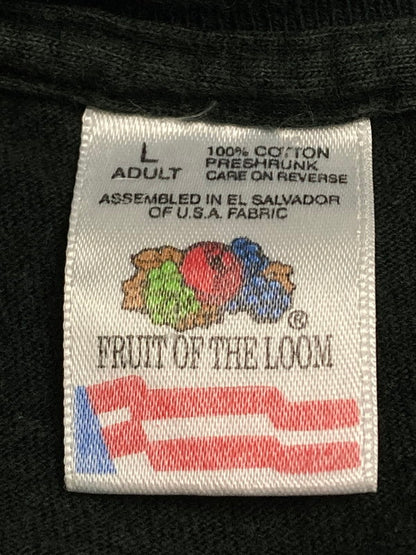 L
ADULT
100% COTTON
PRESHRUNK
CARE ON REVERSE
ASSEMBLED IN EL SALVADOR
OF U.S.A. FABRIC
®
FRUIT OF THE LOOM